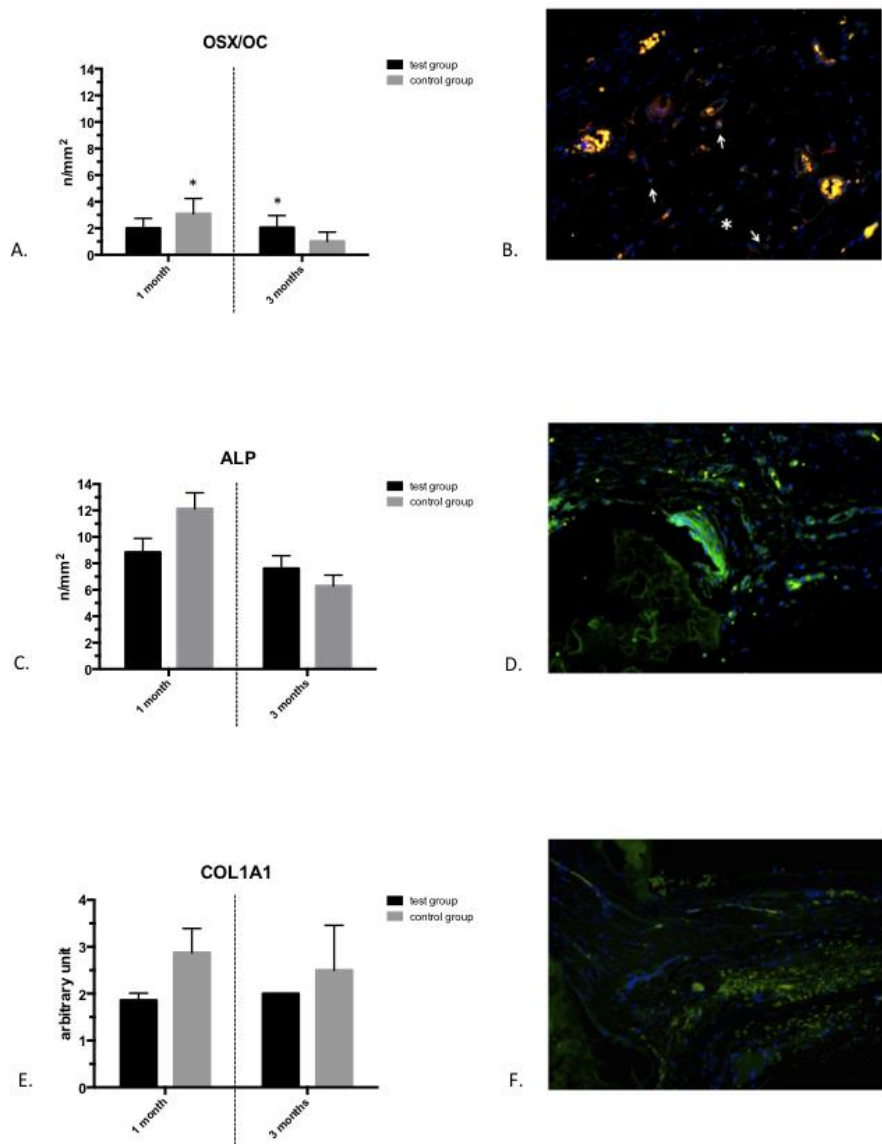 OSX/OC
test group
control group
14
12
10
8
6
4
2
0
n/mm²
*
*
1 month
3 months
A.
B.
*
ALP
test group
control group
14
12
10
8
6
4
2
0
n/mm²
1 month
3 months
C.
D.
COL1A1
test group
control group
4
3
2
1
0
arbitrary unit
1 month
3 months
E.
F.